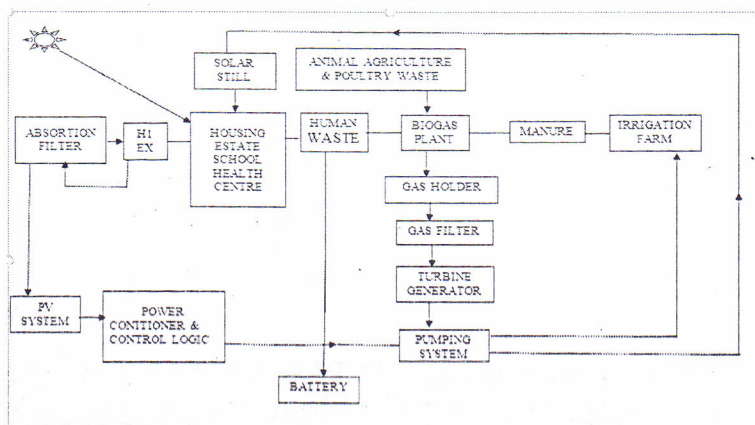 SOLAR
STILL
ANIMAL AGRICULTURE
& POULTRY WASTE
ABSORTION
FILTER
H1
EX
HOUSING
ESTATE
SCHOOL
HEALTH
CENTRE
HUMAN
WASTE
BIOGAS
PLANT
MANURE
IRRIGATION
FARM
GAS HOLDER
GAS FILTER
TURBINE
GENERATOR
PV
SYSTEM
POWER
CONITIONER &
CONTROL LOGIC
PUMPING
SYSTEM
BATTERY